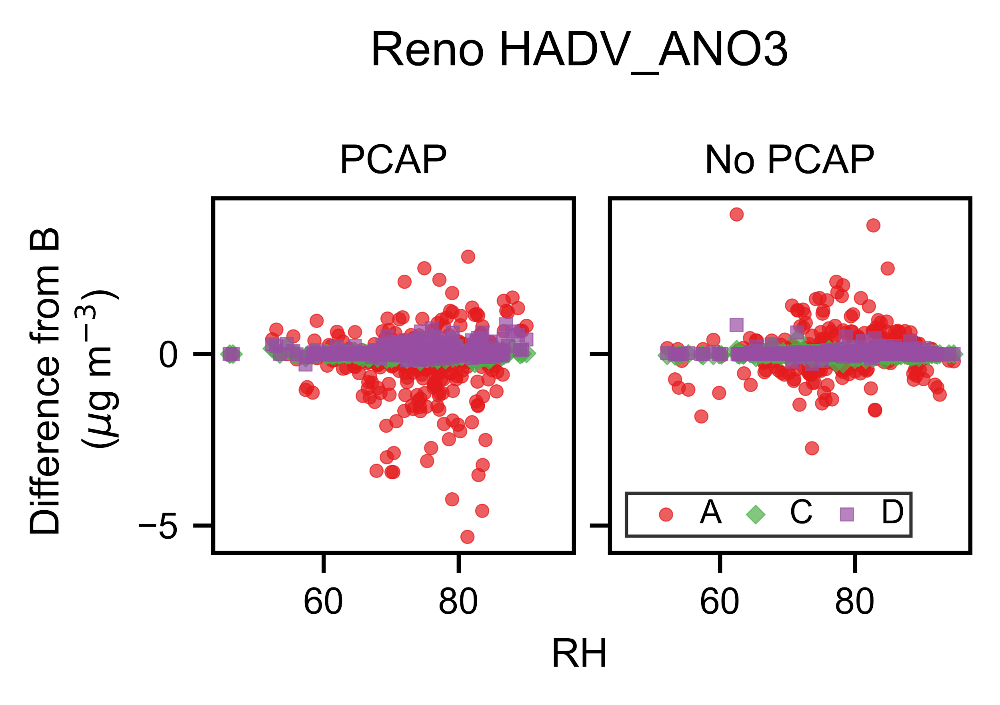 Reno HADV_ANO3
PCAP
No PCAP
Difference from B
(μg m⁻³)
0
−5
A C D
60 80
60 80
RH